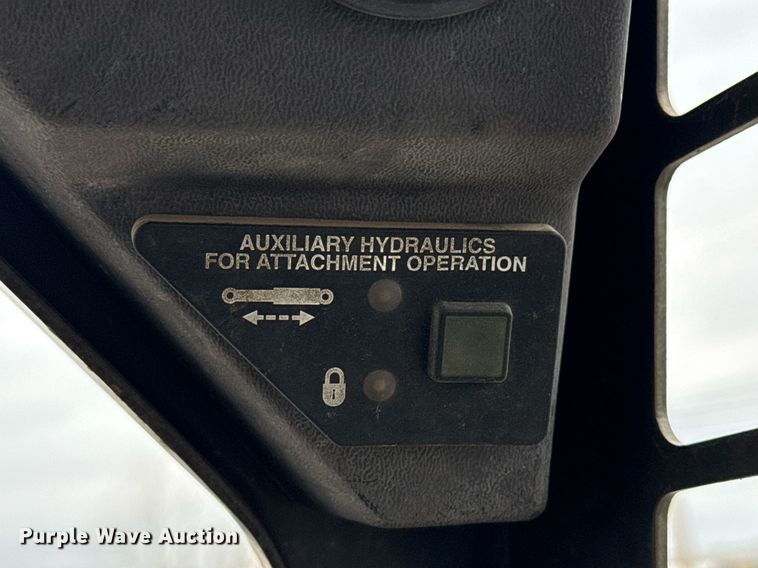 AUXILIARY HYDRAULICS
FOR ATTACHMENT OPERATION
Purple Wave Auction